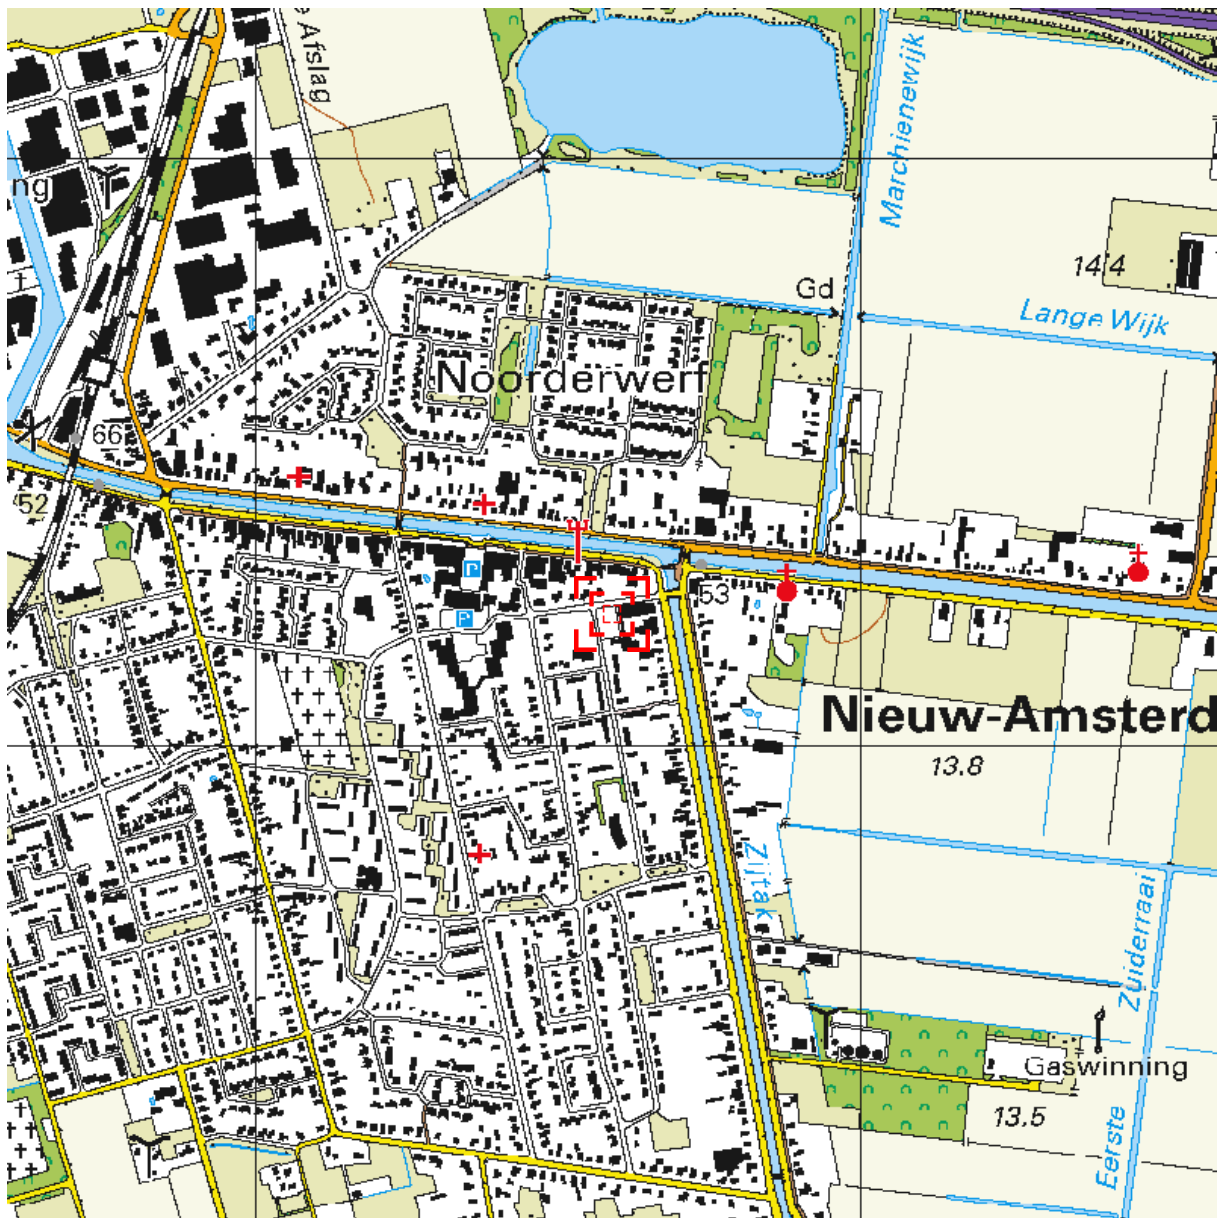 e Afslag
Marchienewijk
ng
14.4
Gd
Lange Wijk
Noorderwerf
66
52
P
53
P
Nieuw-Amsterd
13.8
Zijtak
Zuiderraai
Gaswinning
13.5
Eerste